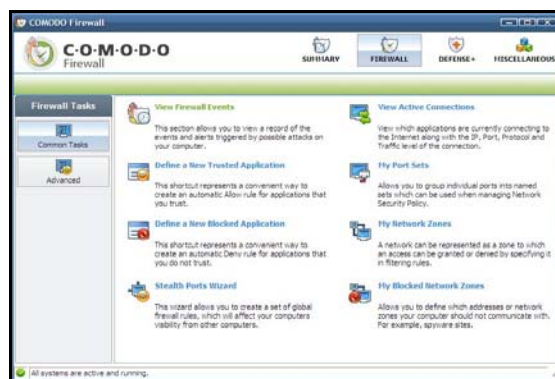 COMODO Firewall
C·O·M·O·D·O
Firewall
SUMMARY
FIREWALL
DEFENSE+
MISCELLANEOUS
Firewall Tasks
Common Tasks
Advanced
View Firewall Events
This section allows you to view a record of the
events and alerts triggered by possible attacks on
your computer.
Define a New Trusted Application
This shortcut represents a convenient way to
create an automatic Allow rule for applications that
you trust.
Define a New Blocked Application
This shortcut represents a convenient way to
create an automatic Deny rule for applications that
you do not trust.
Stealth Ports Wizard
This wizard allows you to create a set of global
firewall rules, which will affect your computers
visibility from other computers.
View Active Connections
View which applications are currently connecting to
the Internet along with the IP, Port, Protocol and
Traffic level of the connection.
My Port Sets
Allows you to group individual ports into named
sets which can be used when managing Network
Security Policy.
My Network Zones
A network can be represented as a zone to which
an access can be granted or denied by specifying it
in filtering rules.
My Blocked Network Zones
Allows you to define which addresses or network
zones your computer should not communicate with.
For example, spyware sites.
All systems are active and running.